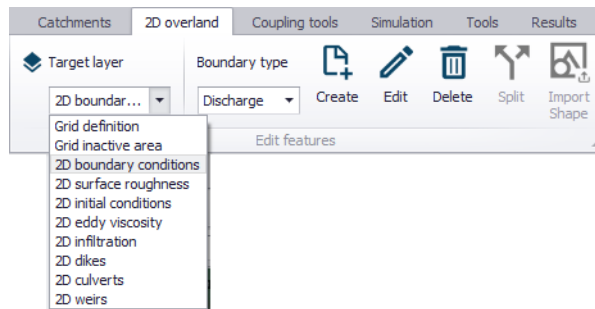 Catchments 2D overland Coupling tools Simulation Tools Results
Target layer Boundary type
2D boundar... Discharge Create Edit Delete Split Import
Shape
Edit features
Grid definition
Grid inactive area
2D boundary conditions
2D surface roughness
2D initial conditions
2D eddy viscosity
2D infiltration
2D dikes
2D culverts
2D weirs